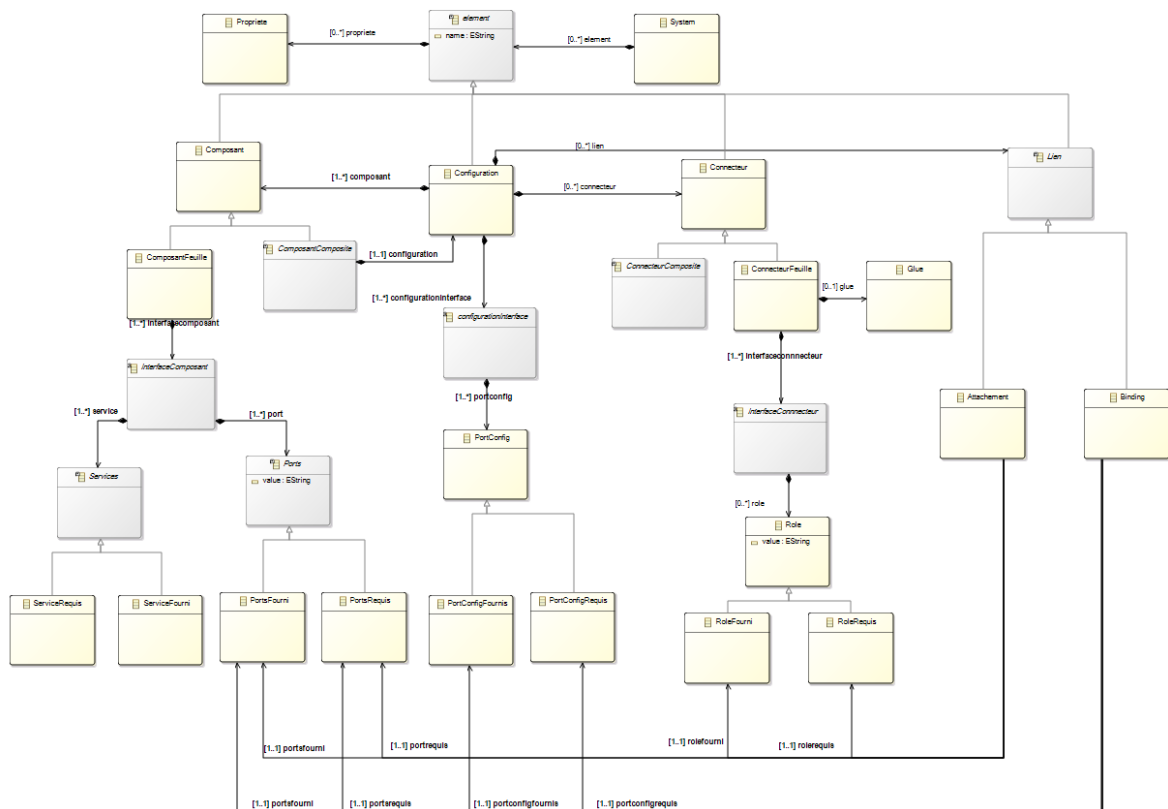 Propriete
element
System
[0..*] propriete
name : EString
[0..*] element
Composant
[0..*] lien
Lien
Configuration
Connecteur
[1..*] composant
[0..*] connecteur
ComposantFeuille
ComposantComposite
[1..1] configuration
ConnecteurComposite
ConnecteurFeuille
Glue
[0..1] glue
[1..*] configurationInterface
[1..*] Interfacecomposant
configurationInterface
[1..*] Interfaceconnnecteur
InterfaceComposant
[1..*] service
[1..*] port
[1..*] portconfig
InterfaceConnnecteur
Attachement
Binding
PortConfig
Services
Ports
value : EString
[0..*] role
Role
value : EString
ServiceRequis
ServiceFourni
PortsFourni
PortsRequis
PortConfigFournis
PortConfigRequis
RoleFourni
RoleRequis
[1..1] portsfourni
[1..1] portrequis
[1..1] rolefourni
[1..1] rolerequis
[1..1] portsfourni
[1..1] portsrequis
[1..1] portconfigfournis
[1..1] portconfigrequis